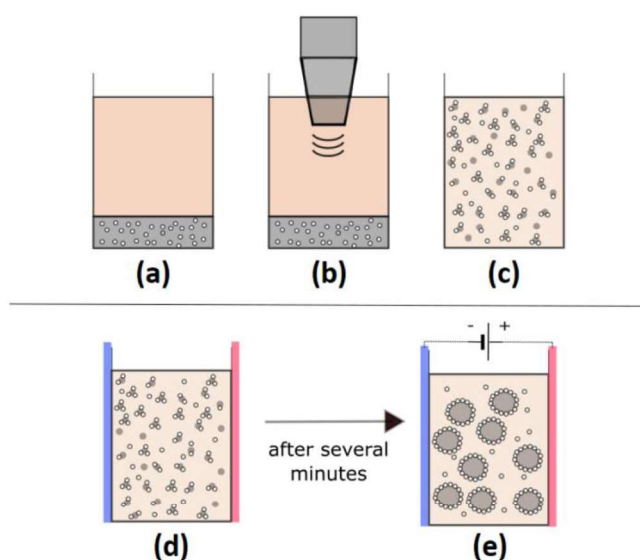 (a)
(b)
(c)
- +
after several
minutes
(d)
(e)